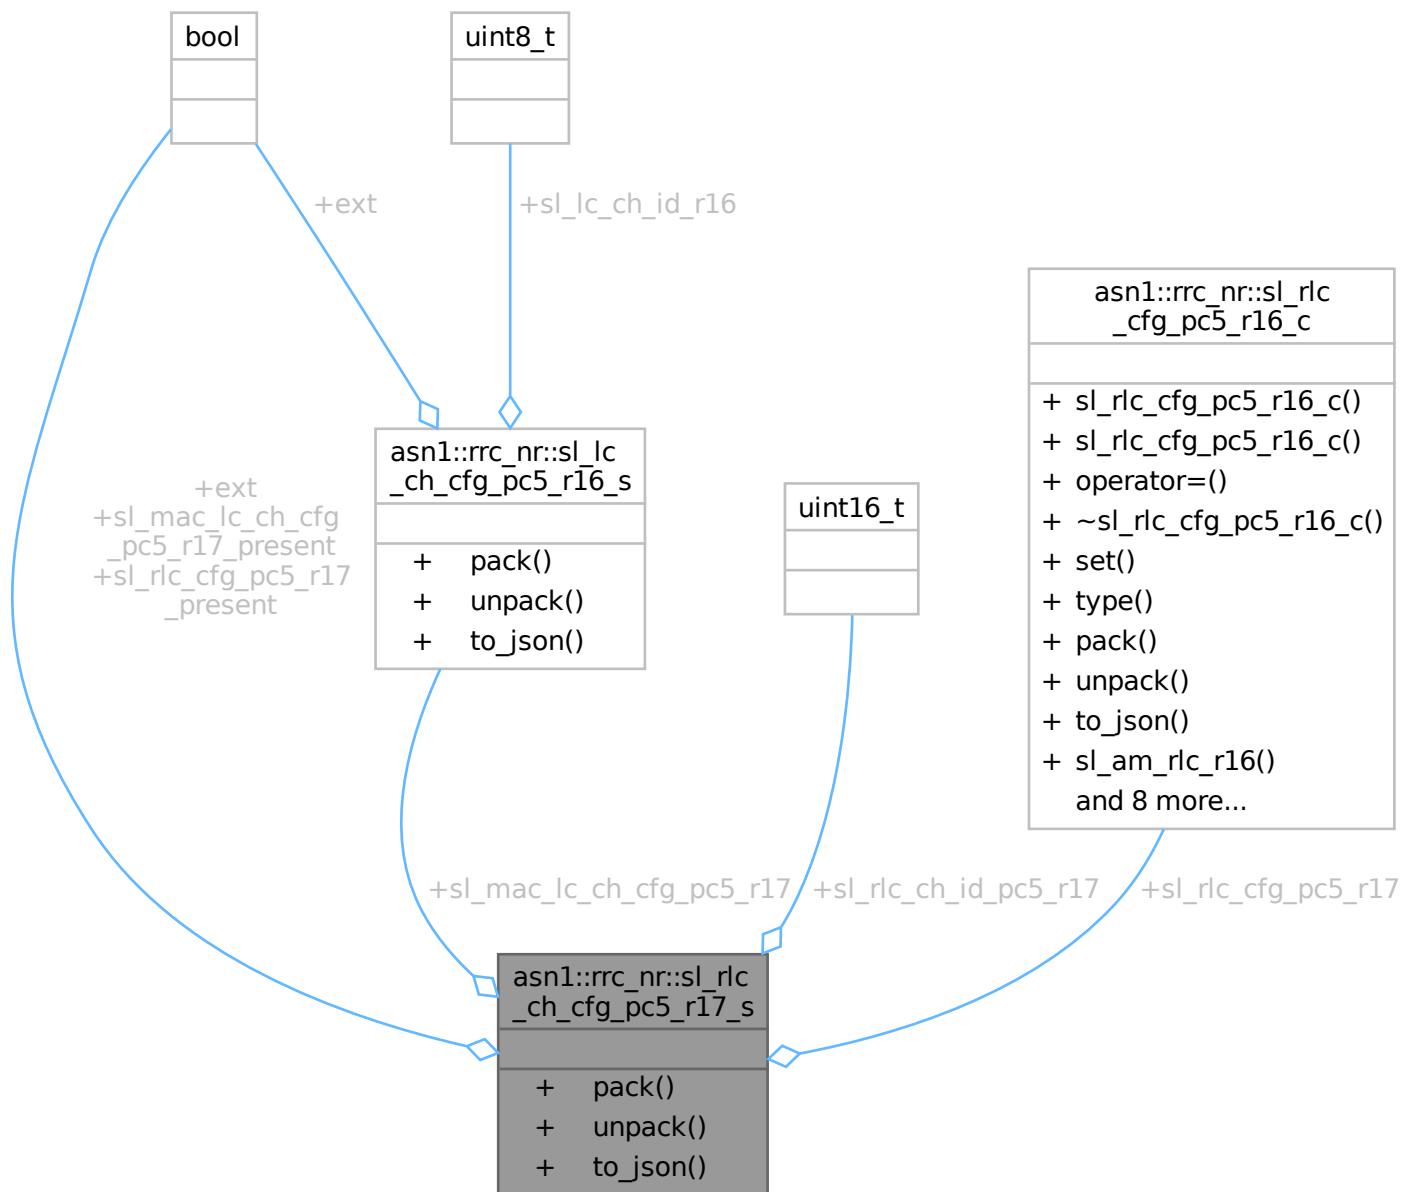 bool
uint8_t
+ext
+sl_lc_ch_id_r16
asn1::rrc_nr::sl_rlc
_cfg_pc5_r16_c
+ sl_rlc_cfg_pc5_r16_c()
+ sl_rlc_cfg_pc5_r16_c()
+ operator=()
+ ~sl_rlc_cfg_pc5_r16_c()
+ set()
+ type()
+ pack()
+ unpack()
+ to_json()
+ sl_am_rlc_r16()
and 8 more...
asn1::rrc_nr::sl_lc
_ch_cfg_pc5_r16_s
+ pack()
+ unpack()
+ to_json()
+ext
+sl_mac_lc_ch_cfg
_pc5_r17_present
+sl_rlc_cfg_pc5_r17
_present
uint16_t
+sl_mac_lc_ch_cfg_pc5_r17
+sl_rlc_ch_id_pc5_r17
+sl_rlc_cfg_pc5_r17
asn1::rrc_nr::sl_rlc
_ch_cfg_pc5_r17_s
+ pack()
+ unpack()
+ to_json()